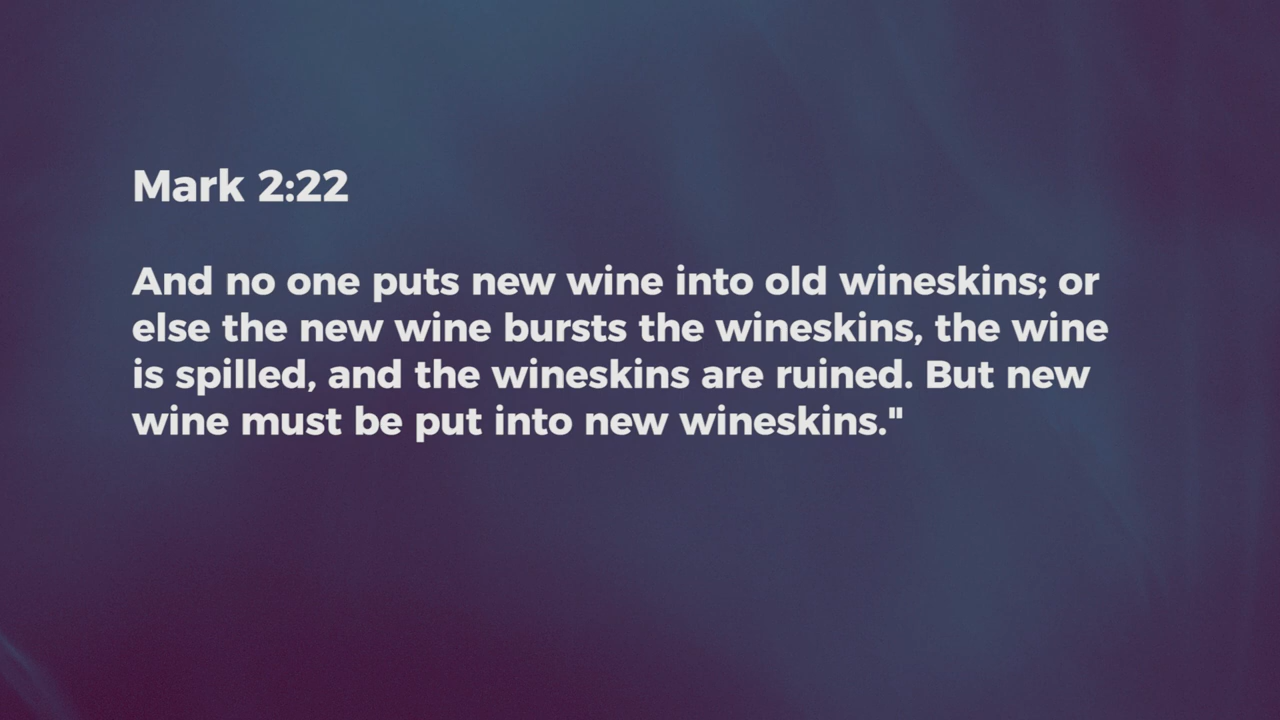 Mark 2:22
And no one puts new wine into old wineskins; or
else the new wine bursts the wineskins, the wine
is spilled, and the wineskins are ruined. But new
wine must be put into new wineskins."